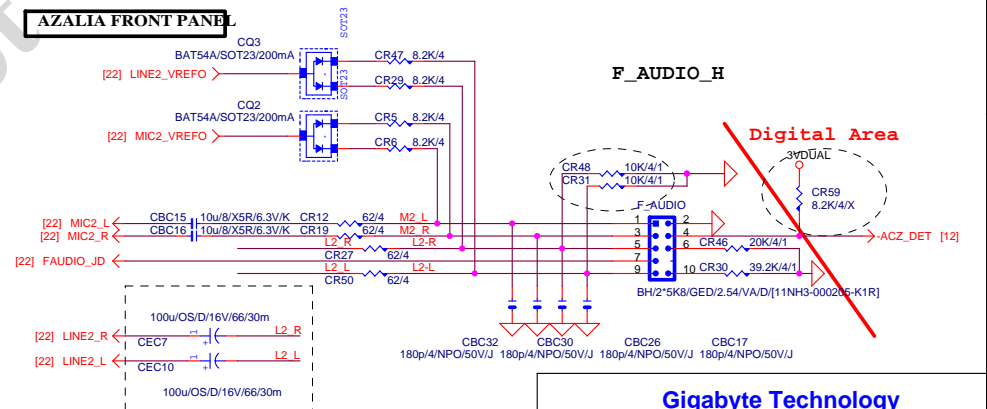 AZALIA FRONT PANEL
SOT23
CQ3
BAT54A/SOT23/200mA
CR47 8.2K/4
[22] LINE2_VREFO
CR29 8.2K/4
SOT23
F_AUDIO_H
CQ2
BAT54A/SOT23/200mA
CR5 8.2K/4
[22] MIC2_VREFO
CR6 8.2K/4
Digital Area
3VDUAL
CR48 10K/4/1
CR31 10K/4/1
CR59
8.2K/4/X
F_AUDIO
[22] MIC2_L CBC15 10u/8/X5R/6.3V/K CR12 62/4 M2_L 1 2
[22] MIC2_R CBC16 10u/8/X5R/6.3V/K CR19 62/4 M2_R 3 4 -ACZ_DET [12]
L2_R L2-R 5 6 CR46 20K/4/1
CR27 62/4
[22] FAUDIO_JD 7
L2_L L2-L 9 10 CR30 39.2K/4/1
CR50 62/4
BH/2*5K8/GED/2.54/VA/D/[11NH3-000205-K1R]
100u/OS/D/16V/66/30m
[22] LINE2_R 1 + L2_R
CEC7
CBC32 CBC30 CBC26 CBC17
180p/4/NPO/50V/J 180p/4/NPO/50V/J 180p/4/NPO/50V/J 180p/4/NPO/50V/J
[22] LINE2_L 1 + L2_L
CEC10
100u/OS/D/16V/66/30m
Gigabyte Technology